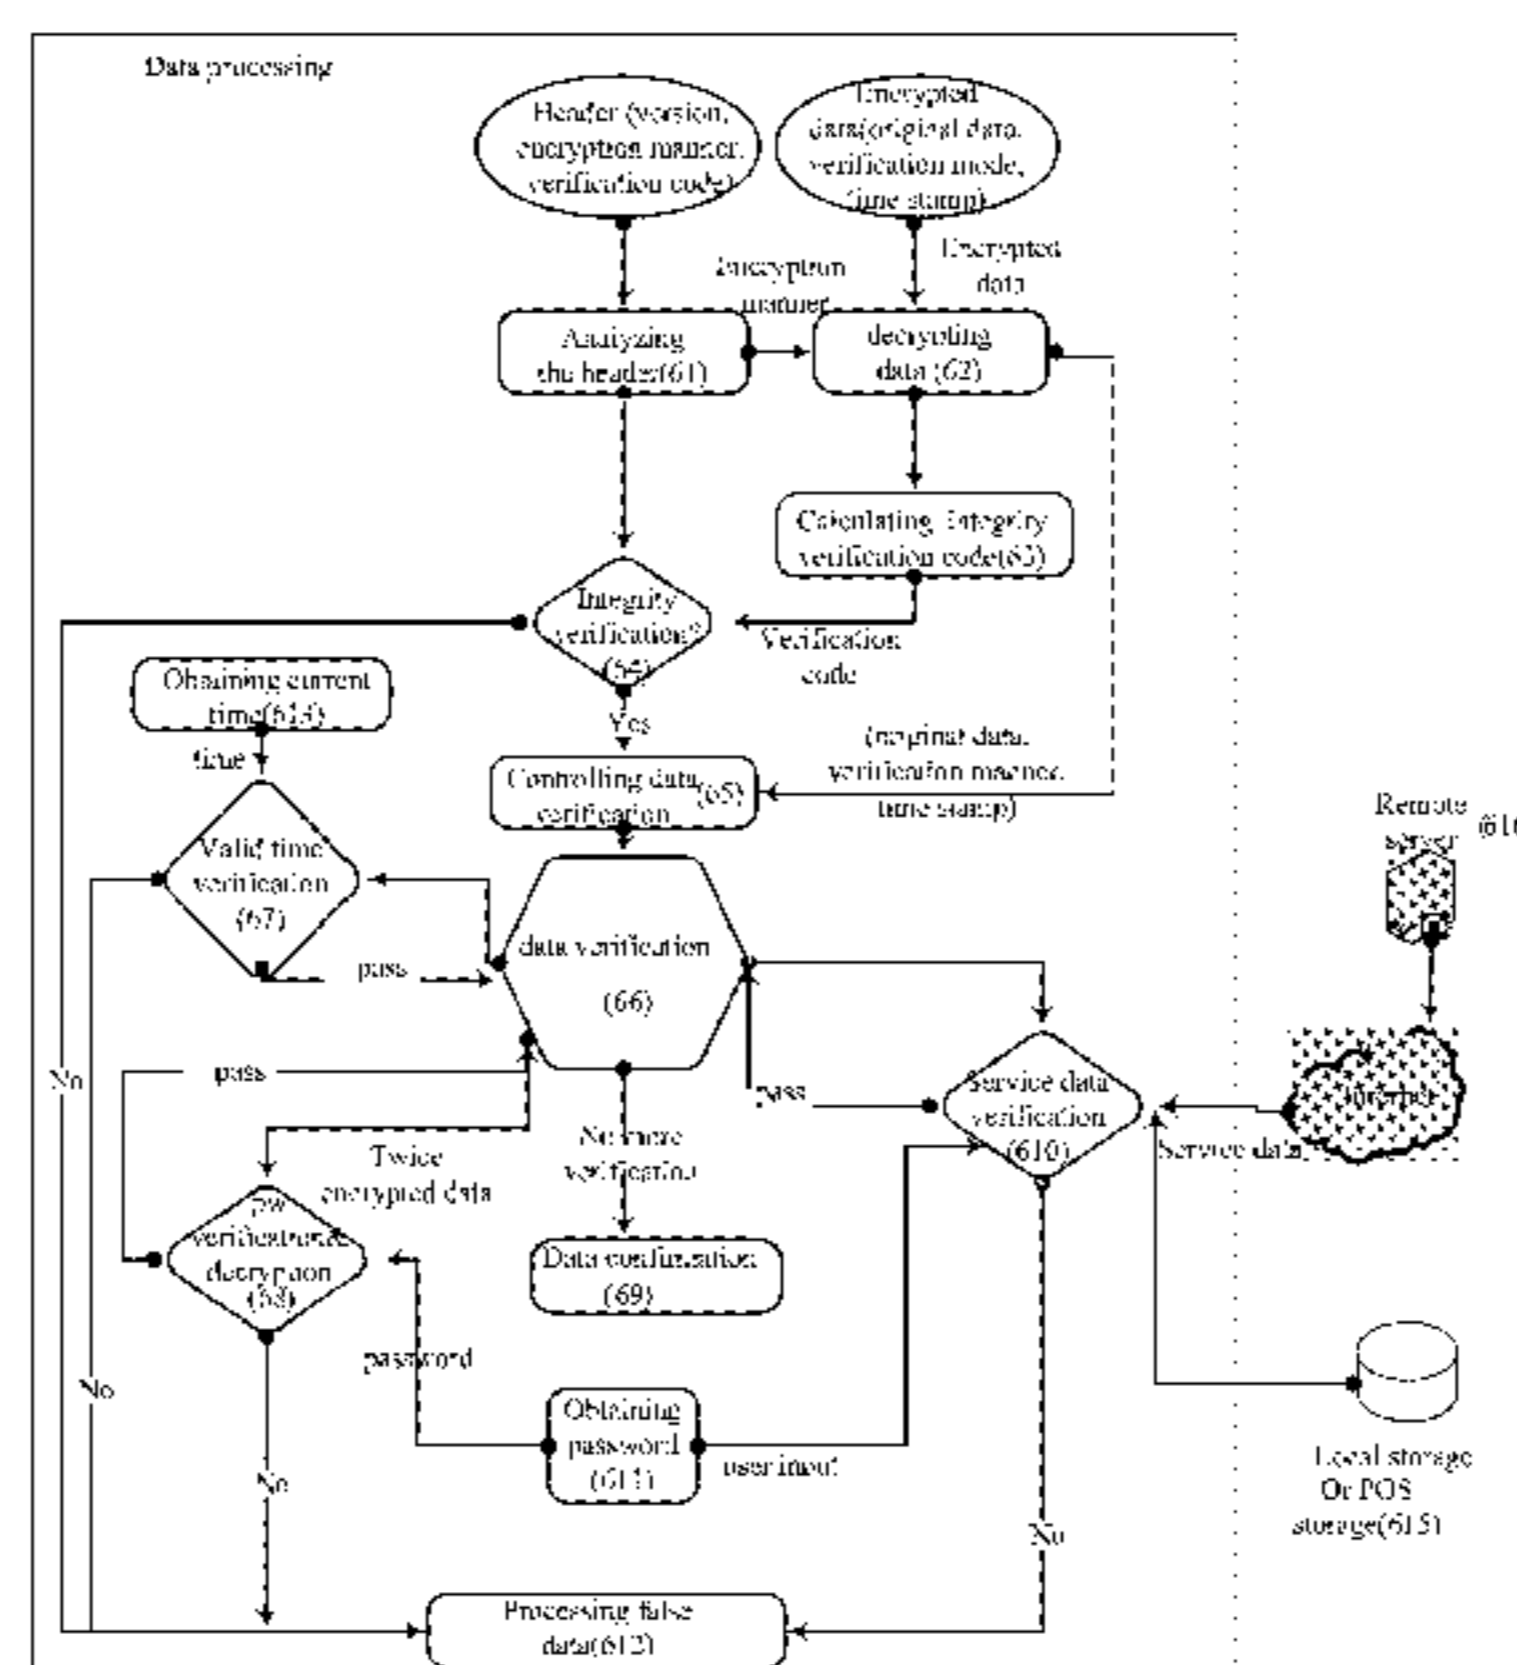 Data processing
Header (version,
encryption manner,
verification code)
Encrypted
data(original data,
verification mode,
time stamp)
Encryption
manner
Encrypted
data
Analyzing
the header(61)
decrypting
data (62)
Calculating Integrity
verification code(63)
Integrity
verification?
(64)
Verification
code
Obtaining current
time(613)
time
Yes
Controlling data
verification
(65)
(original data,
verification manner,
time stamp)
Remote
server
Valid time
verification
(67)
pass
data verification
(66)
No
pass
pass
Service data
verification
(610)
Internet
Service data
No more
verification
Twice
encrypted data
pw
decryption
(68)
Data confirmation
(69)
password
No
Obtaining
password
(611)
user input
Local storage
Or POS
storage(615)
No
No
Processing false
data(612)